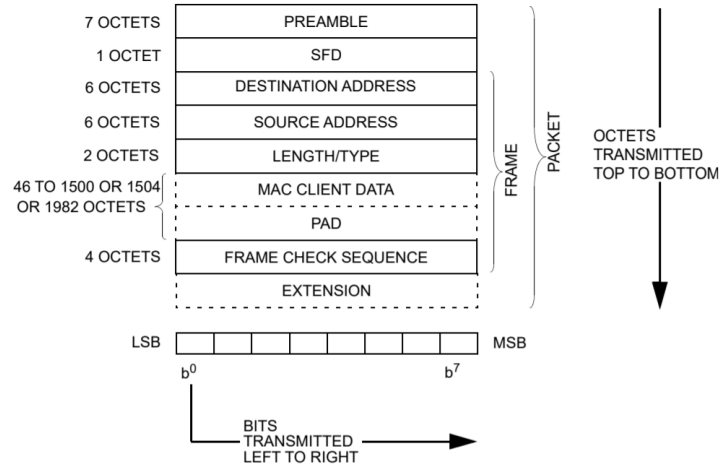 7 OCTETS PREAMBLE
1 OCTET SFD
6 OCTETS DESTINATION ADDRESS
6 OCTETS SOURCE ADDRESS
2 OCTETS LENGTH/TYPE
46 TO 1500 OR 1504
OR 1982 OCTETS
MAC CLIENT DATA
PAD
4 OCTETS FRAME CHECK SEQUENCE
EXTENSION
FRAME
PACKET
OCTETS
TRANSMITTED
TOP TO BOTTOM
LSB MSB
b0 b7
BITS
TRANSMITTED
LEFT TO RIGHT